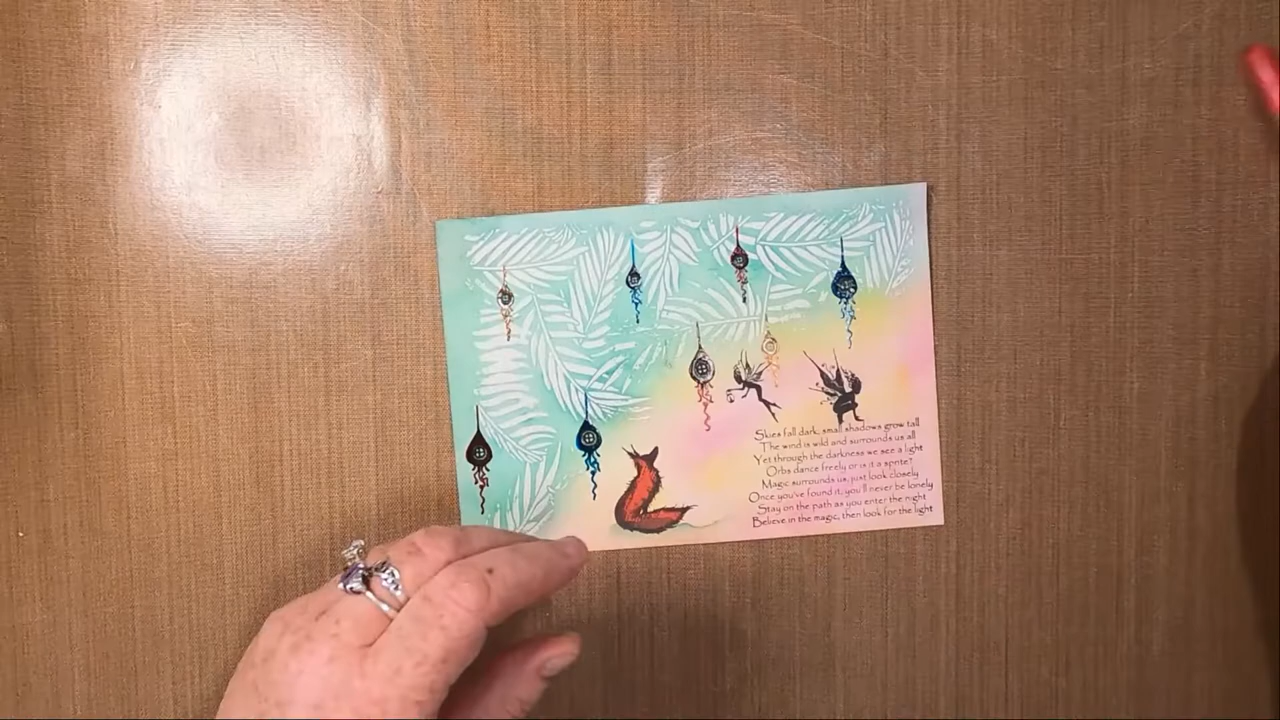 Skies fall dark, small shadows grow tall
The wind is wild and surrounds us all
Yet through the darkness we see a light
Orbs dance freely or is it a sprite?
Magic surrounds us, just look closely
Once you've found it, you'll never be lonely
Stay on the path as you enter the night
Believe in the magic, then look for the light